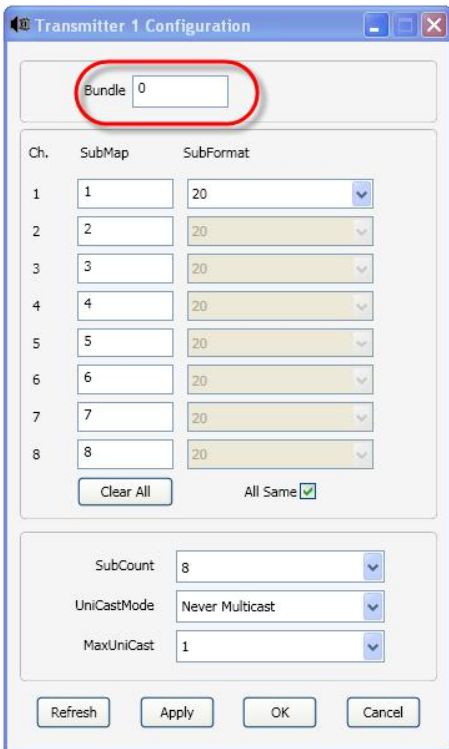 Transmitter 1 Configuration
Bundle 0
Ch. SubMap SubFormat
1 1 20
2 2 20
3 3 20
4 4 20
5 5 20
6 6 20
7 7 20
8 8 20
Clear All All Same
SubCount 8
UniCastMode Never Multicast
MaxUniCast 1
Refresh Apply OK Cancel